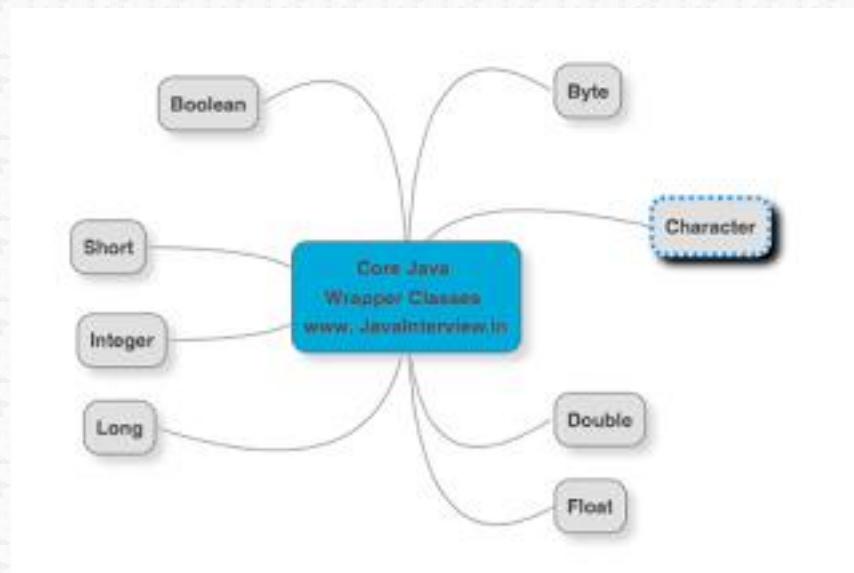 Boolean
Byte
Character
Short
Core Java
Wrapper Classes
www. JavaInterview.in
Integer
Long
Double
Float